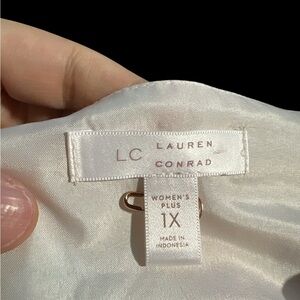 LC LAUREN
CONRAD
WOMEN'S
PLUS
1X
MADE IN
INDONESIA